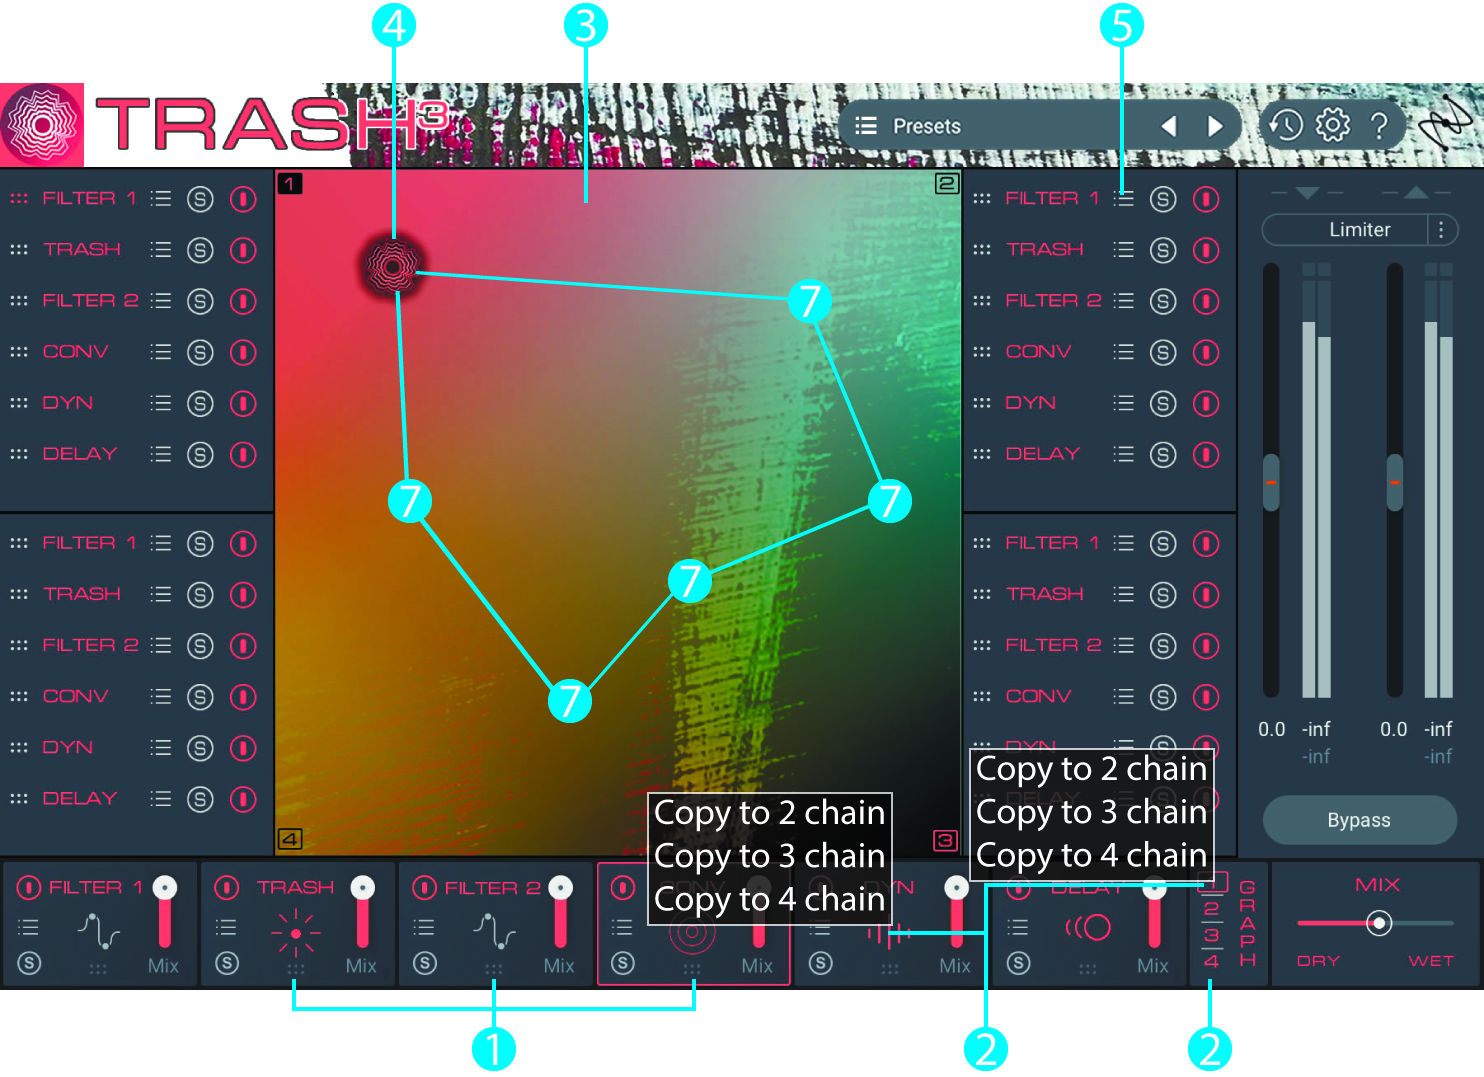 4
3
5
TRASH3
Presets
?
FILTER 1 S
TRASH S
FILTER 2 S
CONV S
DYN S
DELAY S
FILTER 1 S
TRASH S
FILTER 2 S
CONV S
DYN S
DELAY S
1
2
7
7
7
7
7
4
3
FILTER 1 S
TRASH S
FILTER 2 S
CONV S
DYN S
DELAY S
FILTER 1 S
TRASH S
FILTER 2 S
CONV S
DYN S
DELAY
Limiter
0.0 -inf 0.0 -inf
-inf -inf
Bypass
Copy to 2 chain
Copy to 3 chain
Copy to 4 chain
Copy to 2 chain
Copy to 3 chain
Copy to 4 chain
FILTER 1
S Mix
TRASH
S Mix
FILTER 2
S Mix
CONV
S Mix
DYN
S Mix
DELAY
S Mix
1
2
3
4
GRAPH
MIX
DRY WET
1
2
2